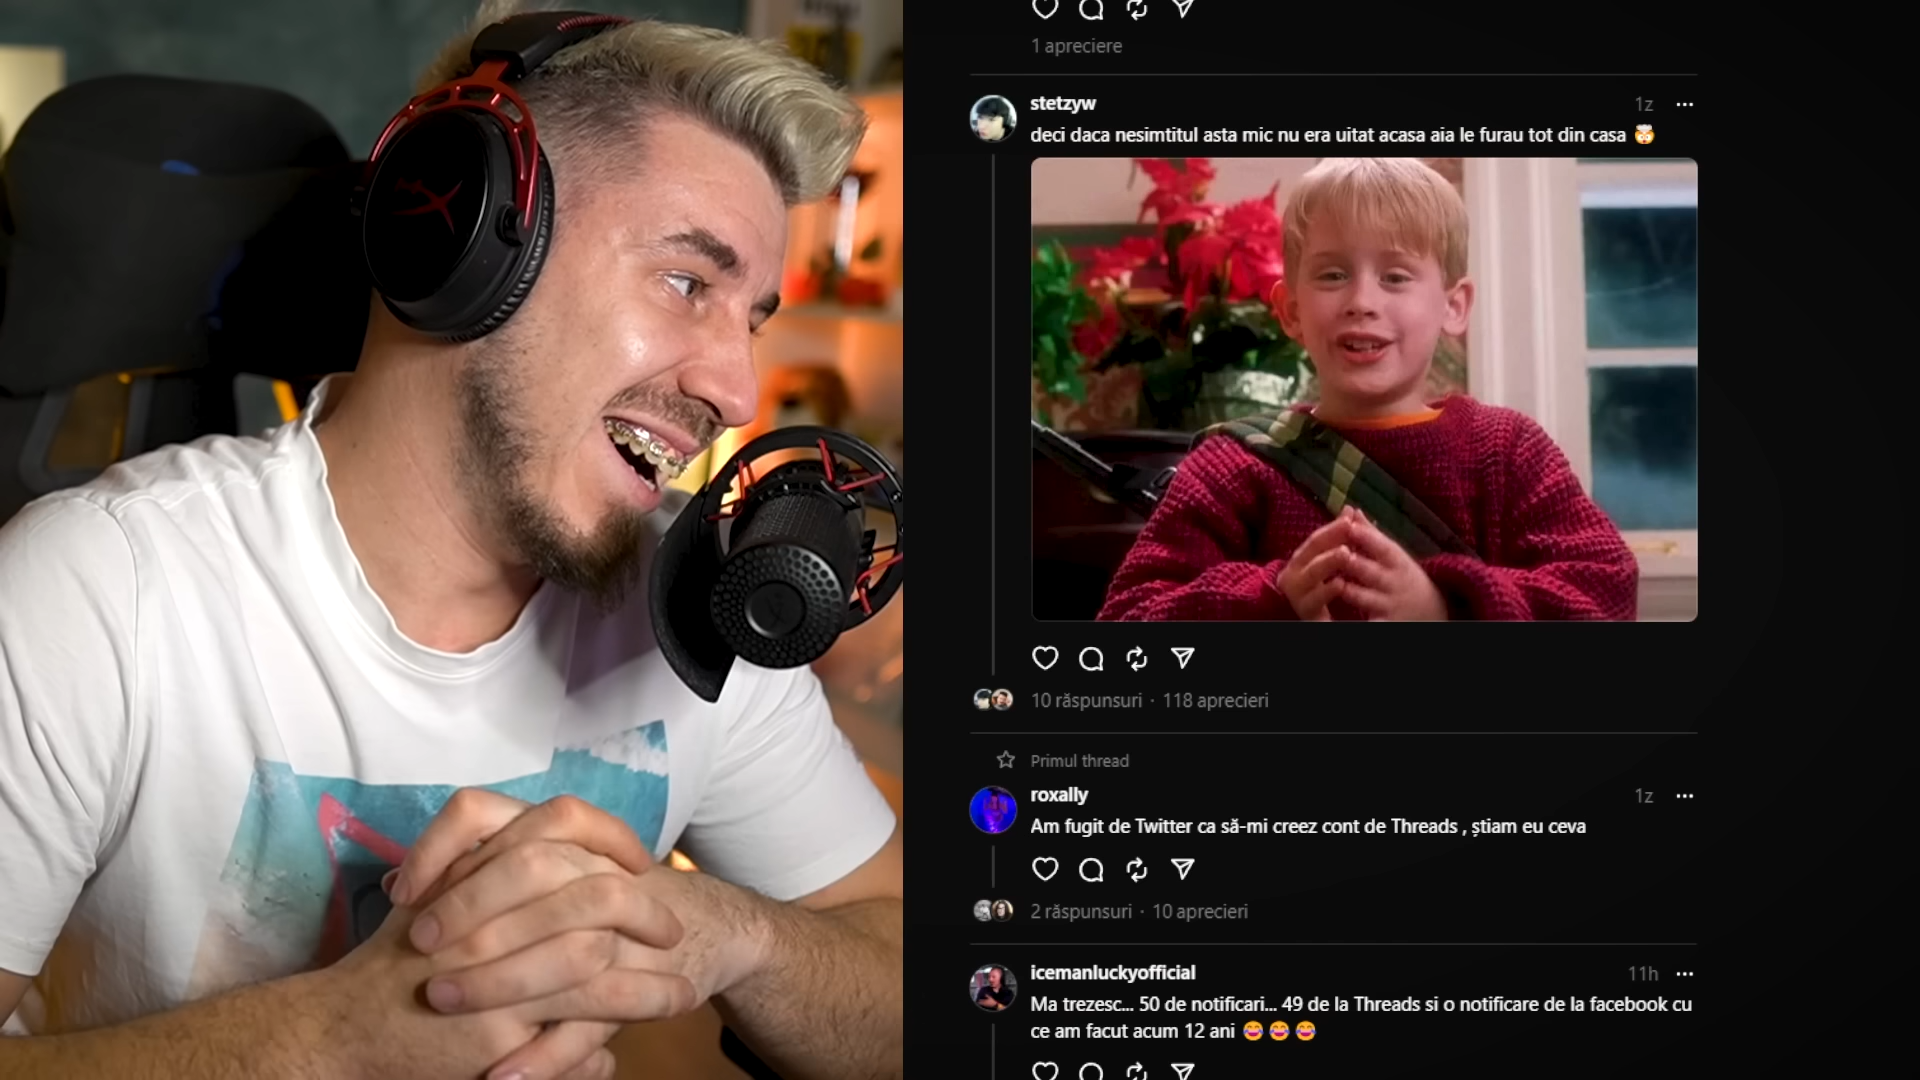 1 apreciere
stetzyw
1z
deci daca nesimtitul asta mic nu era uitat acasa aia le furau tot din casa 🤯
10 răspunsuri · 118 aprecieri
Primul thread
roxally
1z
Am fugit de Twitter ca să-mi creez cont de Threads , știam eu ceva
2 răspunsuri · 10 aprecieri
icemanluckyofficial
11h
Ma trezesc... 50 de notificari... 49 de la Threads si o notificare de la facebook cu
ce am facut acum 12 ani 😂😂😂